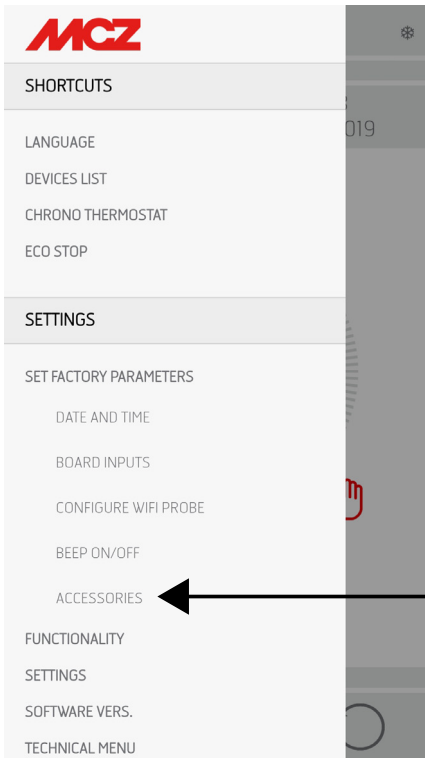 MCZ
SHORTCUTS
019
LANGUAGE
DEVICES LIST
CHRONO THERMOSTAT
ECO STOP
SETTINGS
SET FACTORY PARAMETERS
DATE AND TIME
BOARD INPUTS
CONFIGURE WIFI PROBE
BEEP ON/OFF
ACCESSORIES
FUNCTIONALITY
SETTINGS
SOFTWARE VERS.
TECHNICAL MENU